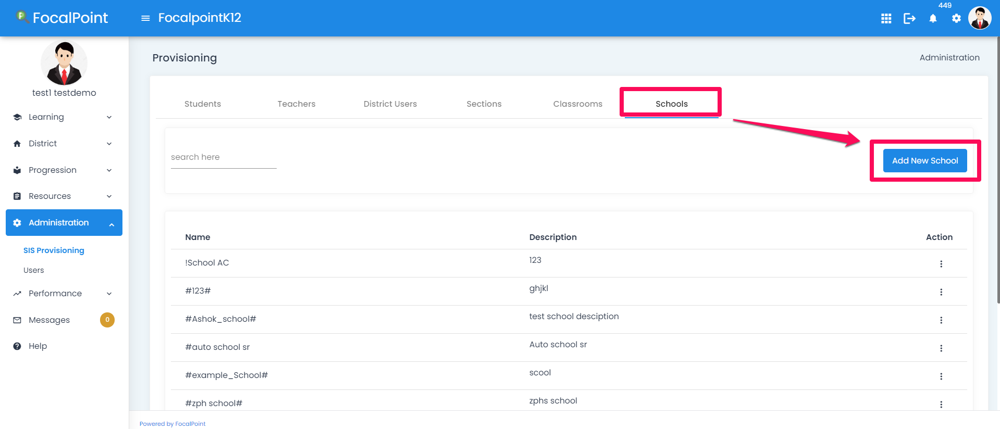 FocalPoint
FocalpointK12
449
test1 testdemo
Learning
District
Progression
Resources
Administration
SIS Provisioning
Users
Performance
Messages 0
Help
Provisioning
Administration
Students Teachers District Users Sections Classrooms Schools
search here
Add New School
Name Description Action
!School AC 123
#123# ghjkl
#Ashok_school# test school desciption
#auto school sr Auto school sr
#example_School# scool
#zph school# zphs school
Powered by FocalPoint